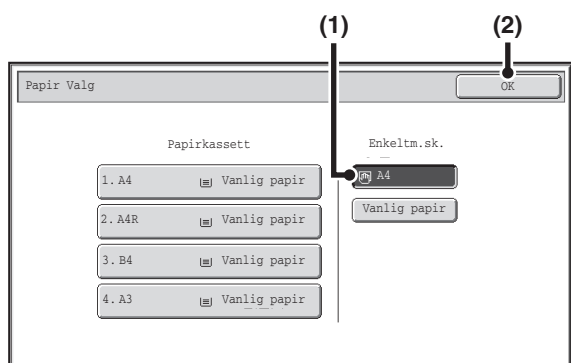 (1) (2)
Papir Valg OK
Papirkassett Enkeltm.sk.
1. A4 Vanlig papir A4
2. A4R Vanlig papir Vanlig papir
3. B4 Vanlig papir
4. A3 Vanlig papir